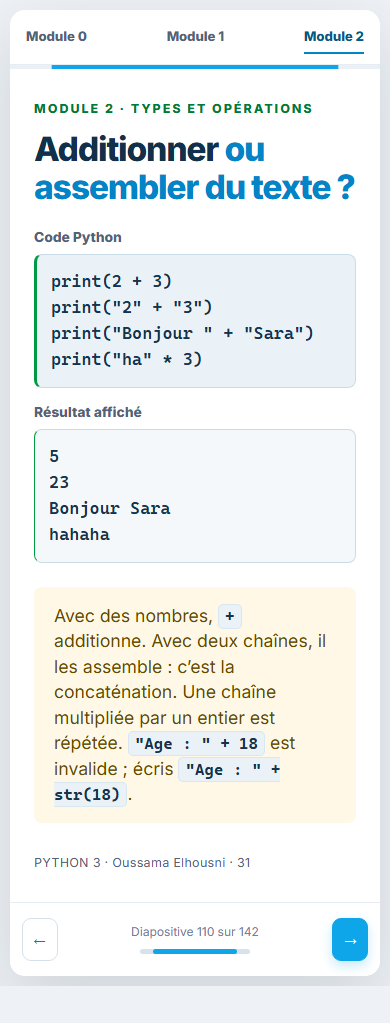 Module 0 Module 1 Module 2
MODULE 2 · TYPES ET OPÉRATIONS
Additionner ou
assembler du texte ?
Code Python
print(2 + 3)
print("2" + "3")
print("Bonjour " + "Sara")
print("ha" * 3)
Résultat affiché
5
23
Bonjour Sara
hahaha
Avec des nombres, +
additionne. Avec deux chaînes, il
les assemble : c’est la
concaténation. Une chaîne
multipliée par un entier est
répétée. "Age : " + 18 est
invalide ; écris "Age : " +
str(18).
PYTHON 3 · Oussama Elhousni · 31
← Diapositive 110 sur 142 →